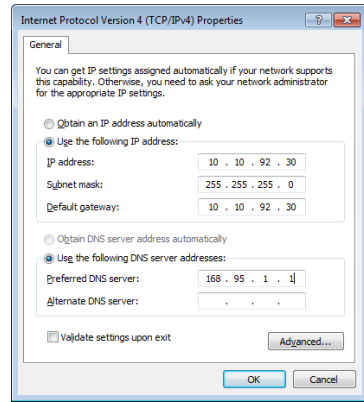 Internet Protocol Version 4 (TCP/IPv4) Properties
General
You can get IP settings assigned automatically if your network supports
this capability. Otherwise, you need to ask your network administrator
for the appropriate IP settings.
Obtain an IP address automatically
Use the following IP address:
IP address: 10 . 10 . 92 . 30
Subnet mask: 255 . 255 . 255 . 0
Default gateway: 10 . 10 . 92 . 30
Obtain DNS server address automatically
Use the following DNS server addresses:
Preferred DNS server: 168 . 95 . 1 . 1
Alternate DNS server: . . .
Validate settings upon exit
Advanced...
OK Cancel